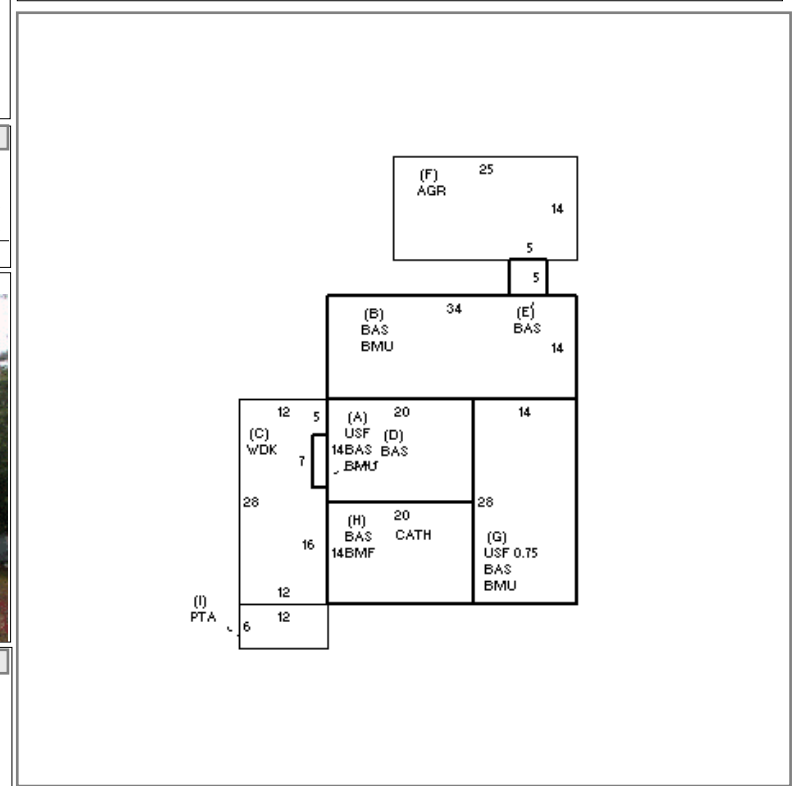 25
(F)
AGR
14
5
5
34
(B)
BAS
BMU
(E)
BAS
14
12
5
(C)
WDK
7
28
16
12
(A)
USF
14BAS
BMU
20
(D)
BAS
14
(H)
BAS
14BMF
20
CATH
28
(G)
USF 0.75
BAS
BMU
(I)
PTA
6
12